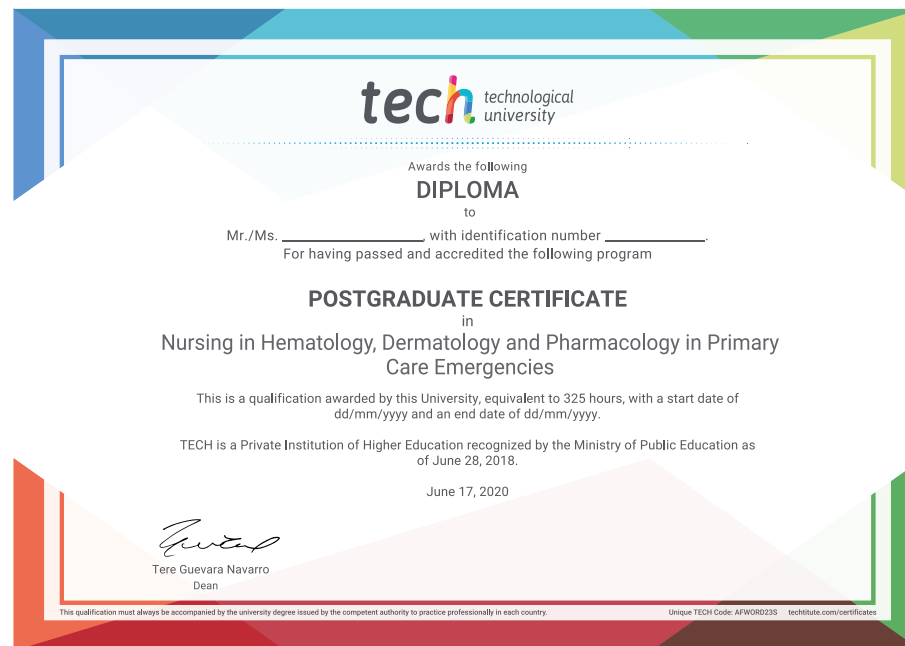 tech technological
university
Awards the following
DIPLOMA
to
Mr./Ms. ____________, with identification number ____________.
For having passed and accredited the following program
POSTGRADUATE CERTIFICATE
in
Nursing in Hematology, Dermatology and Pharmacology in Primary
Care Emergencies
This is a qualification awarded by this University, equivalent to 325 hours, with a start date of
dd/mm/yyyy and an end date of dd/mm/yyyy.
TECH is a Private Institution of Higher Education recognized by the Ministry of Public Education as
of June 28, 2018.
June 17, 2020
Tere Guevara Navarro
Dean
This qualification must always be accompanied by the university degree issued by the competent authority to practice professionally in each country. Unique TECH Code: AFWORD23S techtitute.com/certificates